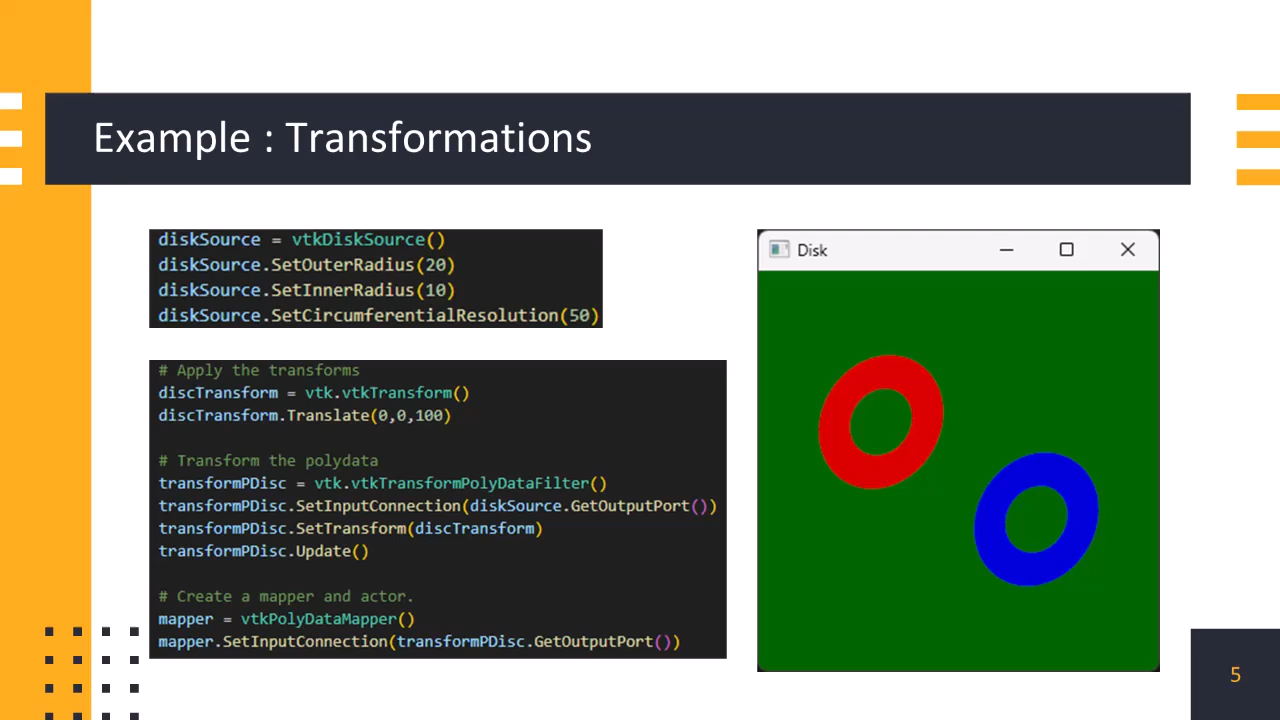 Example : Transformations
diskSource = vtkDiskSource()
diskSource.SetOuterRadius(20)
diskSource.SetInnerRadius(10)
diskSource.SetCircumferentialResolution(50)
# Apply the transforms
discTransform = vtk.vtkTransform()
discTransform.Translate(0,0,100)
# Transform the polydata
transformPDisc = vtk.vtkTransformPolyDataFilter()
transformPDisc.SetInputConnection(diskSource.GetOutputPort())
transformPDisc.SetTransform(discTransform)
transformPDisc.Update()
# Create a mapper and actor.
mapper = vtkPolyDataMapper()
mapper.SetInputConnection(transformPDisc.GetOutputPort())
Disk
5